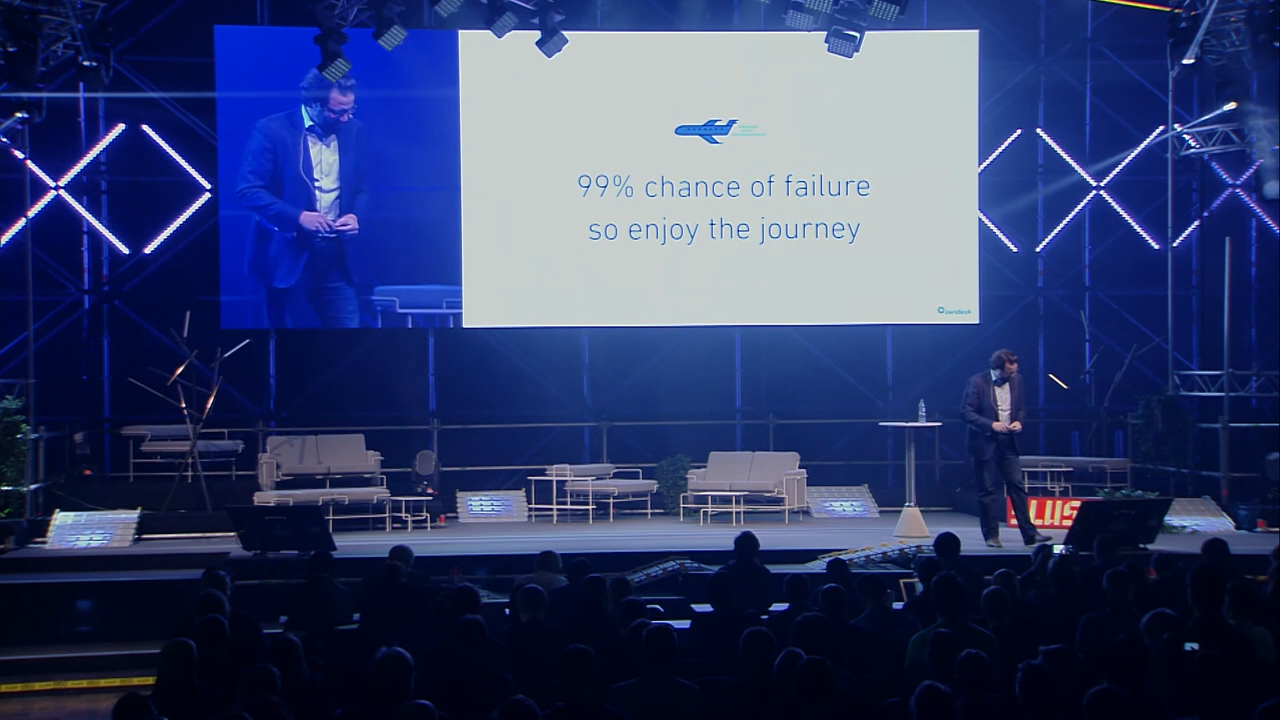 99% chance of failure
so enjoy the journey
zendesk